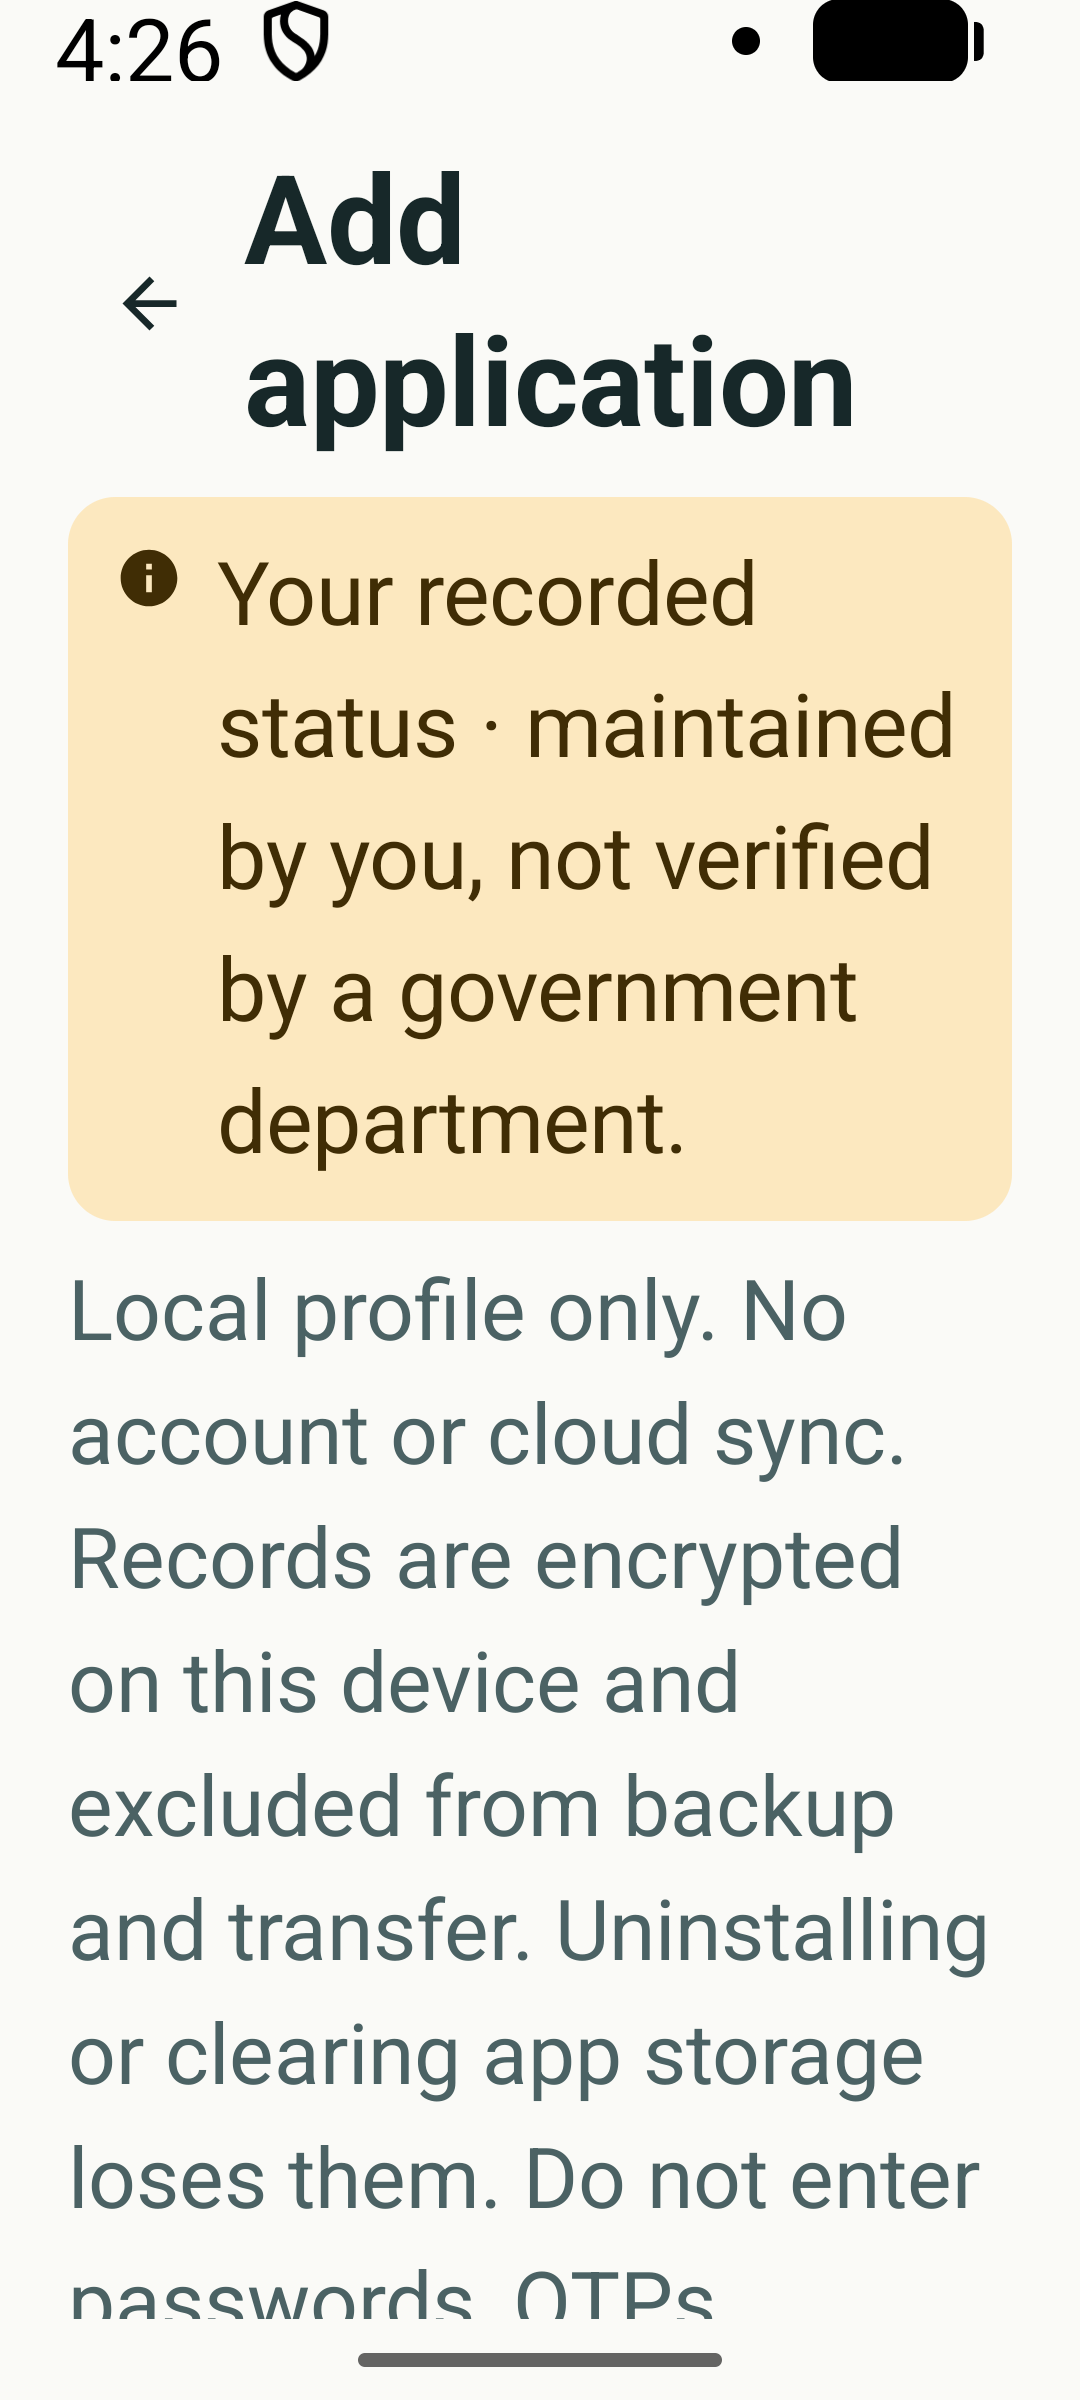 4:26
Add
application
Your recorded
status · maintained
by you, not verified
by a government
department.
Local profile only. No
account or cloud sync.
Records are encrypted
on this device and
excluded from backup
and transfer. Uninstalling
or clearing app storage
loses them. Do not enter
passwords, OTPs